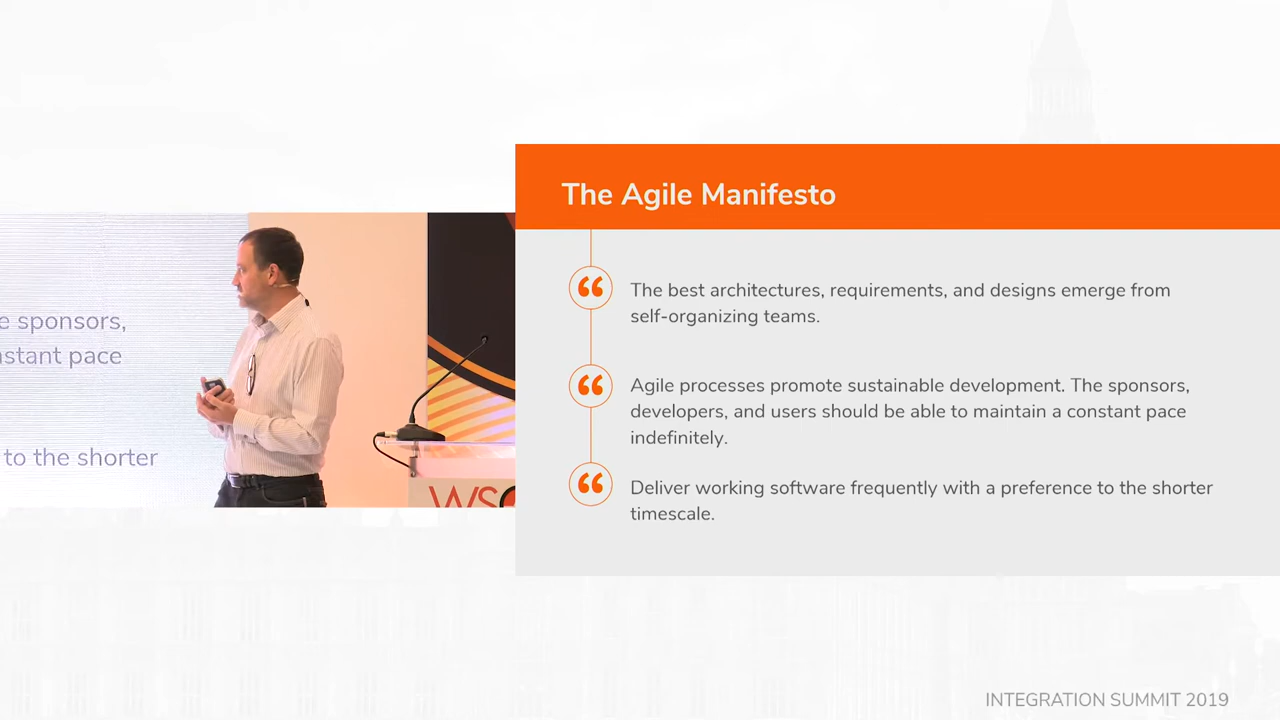 The Agile Manifesto
The best architectures, requirements, and designs emerge from
self-organizing teams.
Agile processes promote sustainable development. The sponsors,
developers, and users should be able to maintain a constant pace
indefinitely.
Deliver working software frequently with a preference to the shorter
timescale.
e sponsors,
nstant pace
to the shorter
WSO
INTEGRATION SUMMIT 2019